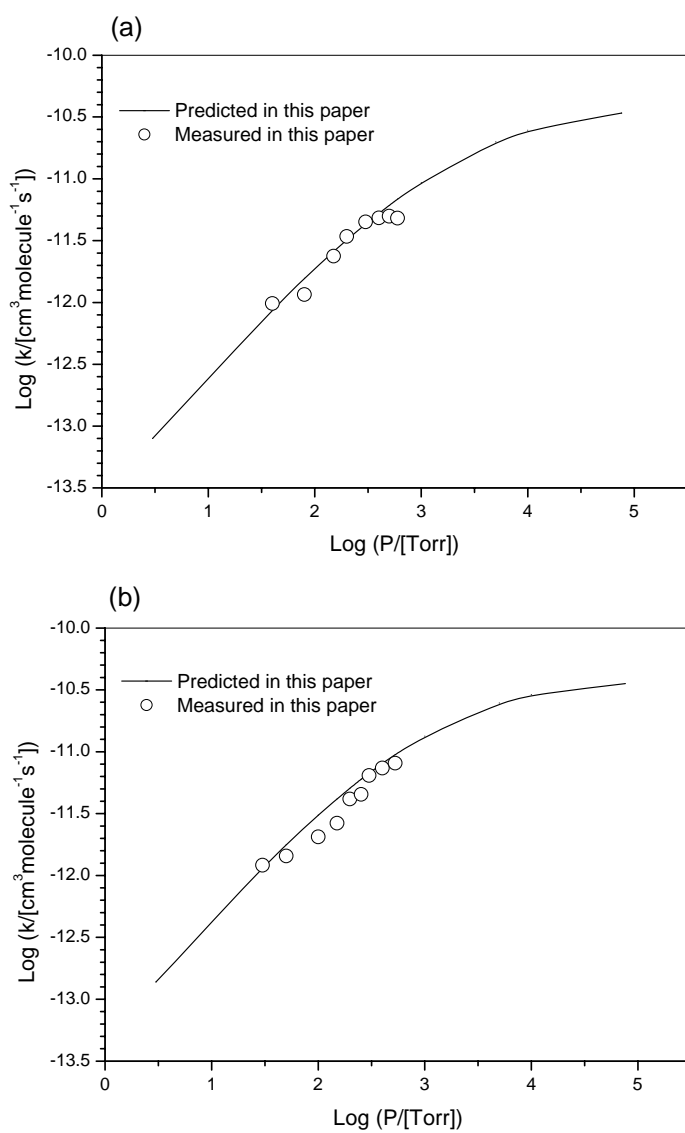 (a)
-10.0
-10.5
-11.0
-11.5
-12.0
-12.5
-13.0
-13.5
Log (k/[cm³molecule⁻¹s⁻¹])
Predicted in this paper
Measured in this paper
0 1 2 3 4 5
Log (P/[Torr])
(b)
-10.0
-10.5
-11.0
-11.5
-12.0
-12.5
-13.0
-13.5
Log (k/[cm³molecule⁻¹s⁻¹])
Predicted in this paper
Measured in this paper
0 1 2 3 4 5
Log (P/[Torr])